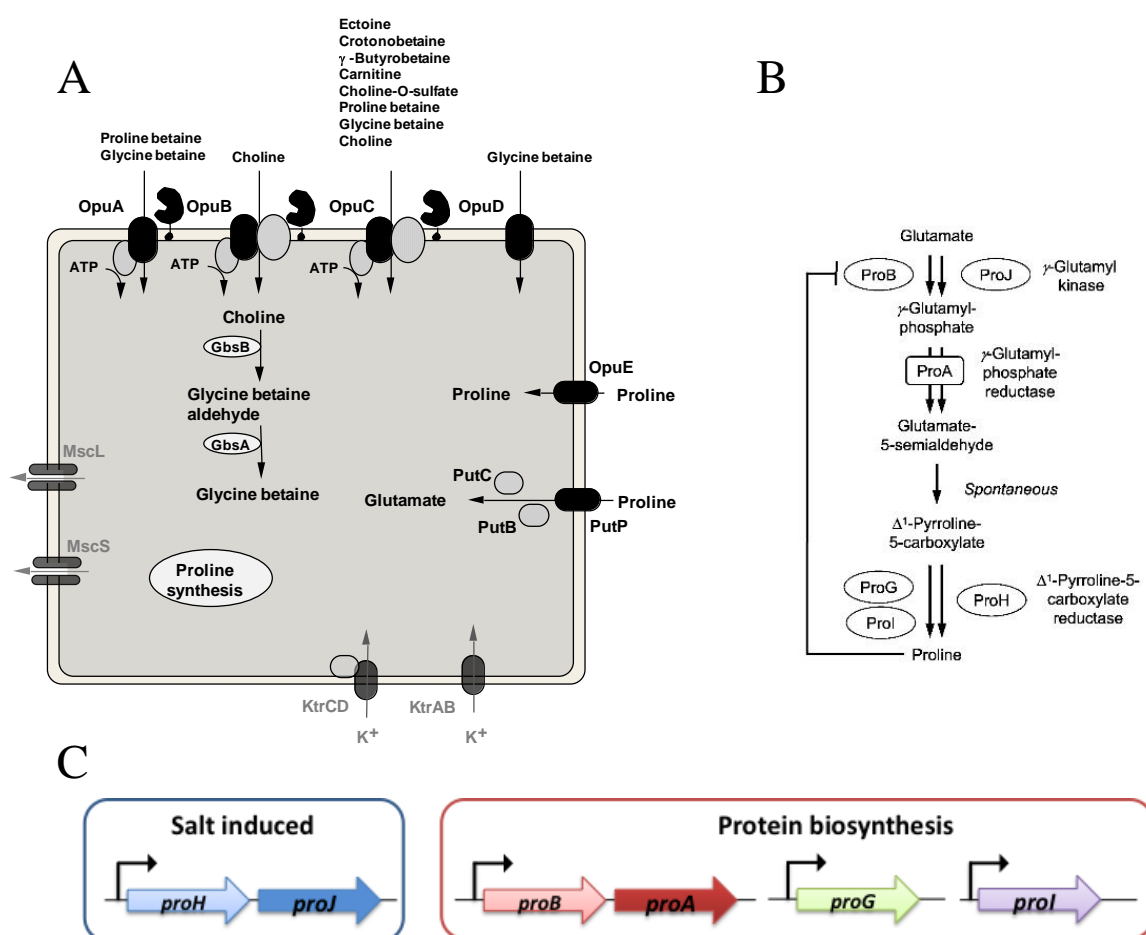 A
Ectoine
Crotonobetaine
γ -Butyrobetaine
Carnitine
Choline-O-sulfate
Proline betaine
Glycine betaine
Choline
Proline betaine
Glycine betaine
Choline
Glycine betaine
OpuA
OpuB
OpuC
OpuD
ATP
ATP
ATP
Choline
GbsB
Glycine betaine
aldehyde
GbsA
Glycine betaine
OpuE
Proline
Proline
PutC
Glutamate
Proline
PutB
PutP
MscL
MscS
Proline
synthesis
KtrCD
KtrAB
K+
K+
B
Glutamate
ProB
ProJ
γ-Glutamyl
kinase
γ-Glutamyl-
phosphate
ProA
γ-Glutamyl-
phosphate
reductase
Glutamate-
5-semialdehyde
Spontaneous
Δ¹-Pyrroline-
5-carboxylate
ProG
ProI
ProH
Δ¹-Pyrroline-5-
carboxylate
reductase
Proline
C
Salt induced
proH
proJ
Protein biosynthesis
proB
proA
proG
proI